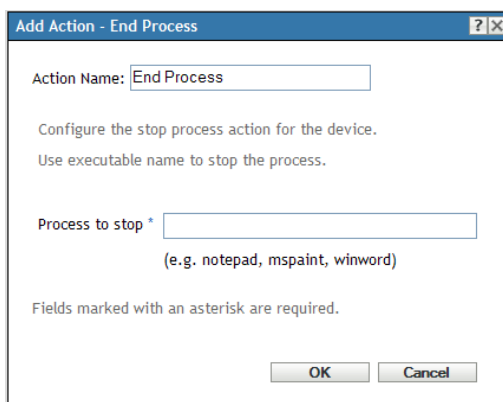 Add Action - End Process
?
Action Name: End Process
Configure the stop process action for the device.
Use executable name to stop the process.
Process to stop *
(e.g. notepad, mspaint, winword)
Fields marked with an asterisk are required.
OK Cancel